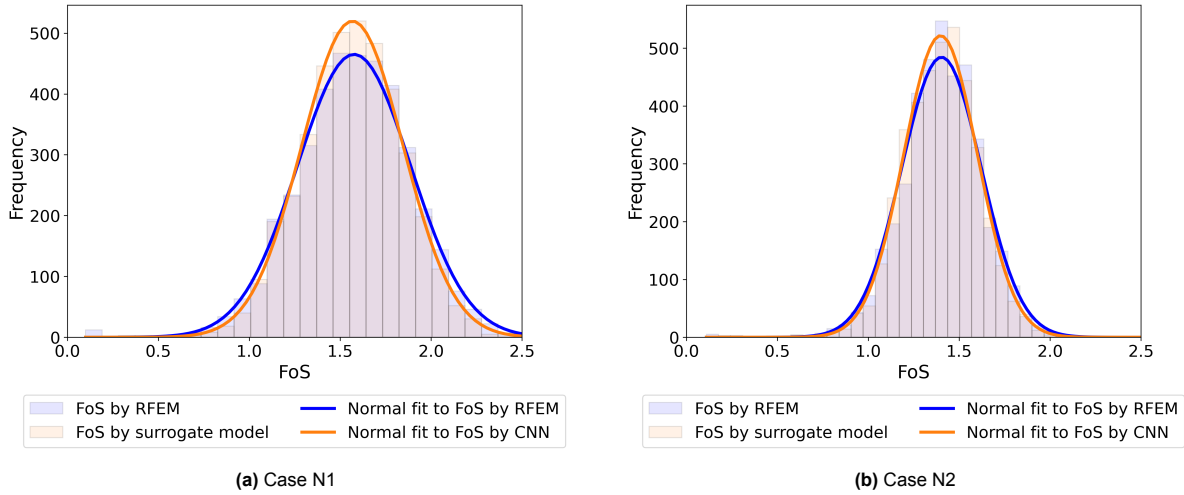 500
400
300
200
100
0
Frequency
0.0 0.5 1.0 1.5 2.0 2.5
FoS
FoS by RFEM
FoS by surrogate model
Normal fit to FoS by RFEM
Normal fit to FoS by CNN
(a) Case N1
500
400
300
200
100
0
Frequency
0.0 0.5 1.0 1.5 2.0 2.5
FoS
FoS by RFEM
FoS by surrogate model
Normal fit to FoS by RFEM
Normal fit to FoS by CNN
(b) Case N2